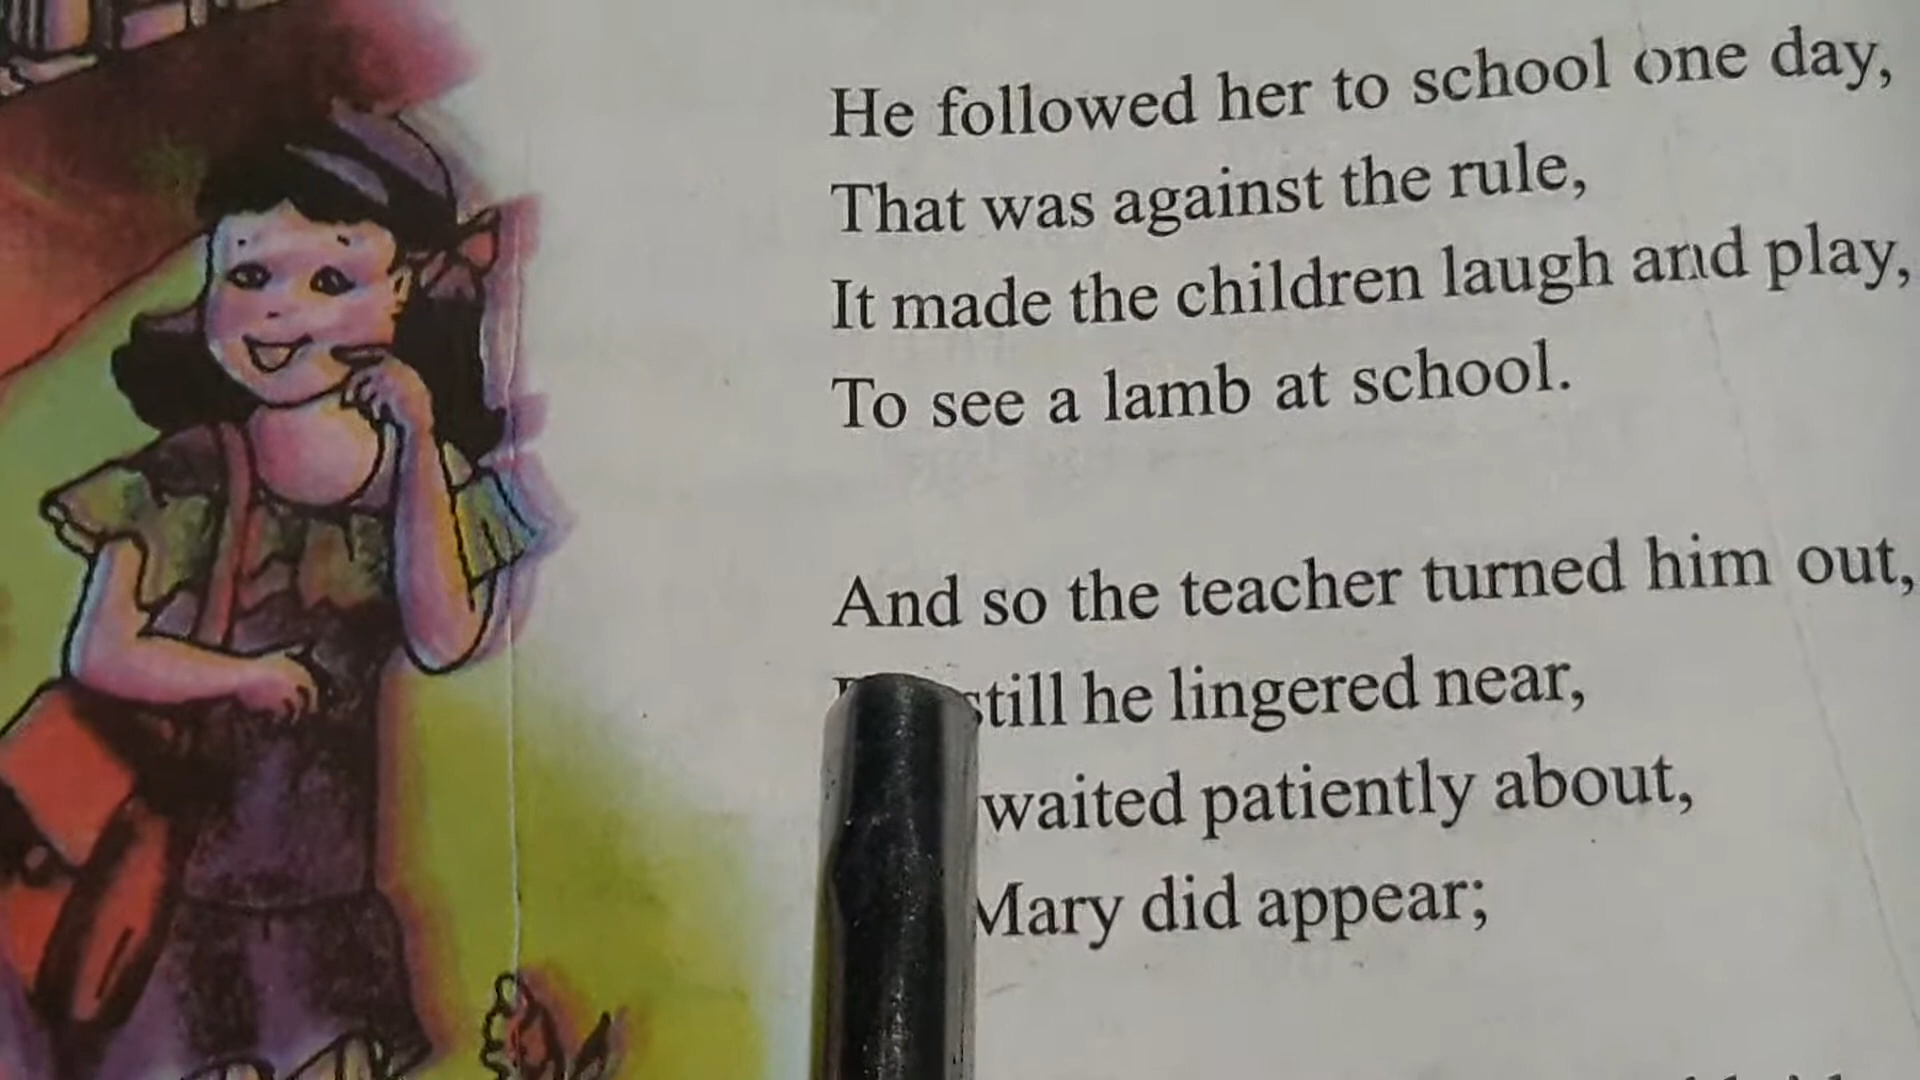 He followed her to school one day,
That was against the rule,
It made the children laugh and play,
To see a lamb at school.
And so the teacher turned him out,
still he lingered near,
waited patiently about,
Mary did appear;